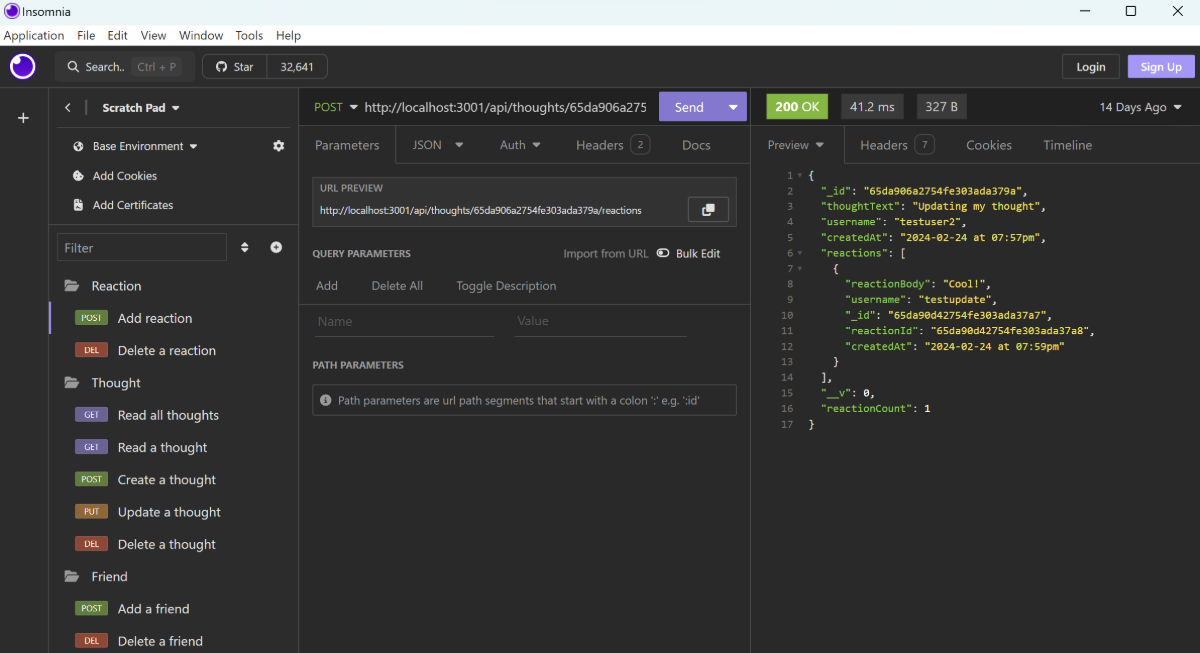 Insomnia
Application File Edit View Window Tools Help
Search.. Ctrl + P Star 32,641 Login Sign Up
Scratch Pad
Base Environment
Add Cookies
Add Certificates
Filter
Reaction
POST Add reaction
DEL Delete a reaction
Thought
GET Read all thoughts
GET Read a thought
POST Create a thought
PUT Update a thought
DEL Delete a thought
Friend
POST Add a friend
DEL Delete a friend
POST http://localhost:3001/api/thoughts/65da906a275 Send
Parameters JSON Auth Headers 2 Docs
URL PREVIEW
http://localhost:3001/api/thoughts/65da906a2754fe303ada379a/reactions
QUERY PARAMETERS Import from URL Bulk Edit
Add Delete All Toggle Description
Name Value
PATH PARAMETERS
Path parameters are url path segments that start with a colon ':' e.g. ':id'
200 OK 41.2 ms 327 B 14 Days Ago
Preview Headers 7 Cookies Timeline
1 {
2 "_id": "65da906a2754fe303ada379a",
3 "thoughtText": "Updating my thought",
4 "username": "testuser2",
5 "createdAt": "2024-02-24 at 07:57pm",
6 "reactions": [
7 {
8 "reactionBody": "Cool!",
9 "username": "testupdate",
10 "_id": "65da90d42754fe303ada37a7",
11 "reactionId": "65da90d42754fe303ada37a8",
12 "createdAt": "2024-02-24 at 07:59pm"
13 }
14 ],
15 "__v": 0,
16 "reactionCount": 1
17 }